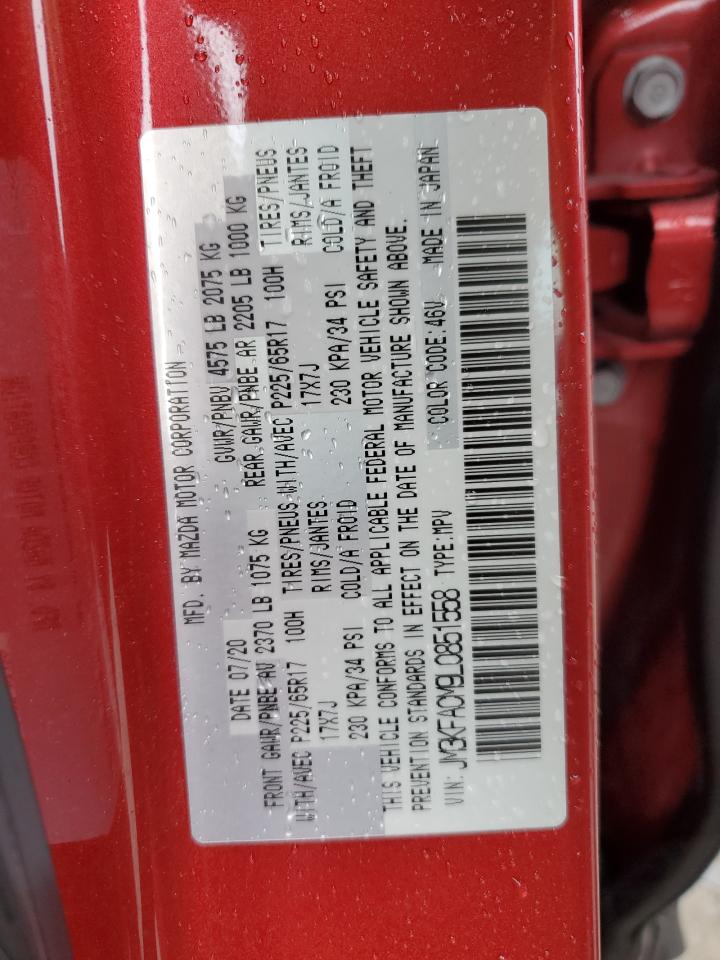 MFD. BY MAZDA MOTOR CORPORATION
DATE 07/20 GVWR/PNBV 4575 LB 2075 KG
FRONT GAWR/PNBE AV 2370 LB 1075 KG REAR GAWR/PNBE AR 2205 LB 1000 KG
WITH/AVEC P225/65R17 100H TIRES/PNEUS WITH/AVEC P225/65R17 100H TIRES/PNEUS
17X7J RIMS/JANTES 17X7J RIMS/JANTES
230 KPA/34 PSI COLD/A FROID 230 KPA/34 PSI COLD/A FROID
THIS VEHICLE CONFORMS TO ALL APPLICABLE FEDERAL MOTOR VEHICLE SAFETY AND THEFT
PREVENTION STANDARDS IN EFFECT ON THE DATE OF MANUFACTURE SHOWN ABOVE.
COLOR CODE:46V MADE IN JAPAN
VIN: JM3KFACM9L0851558 TYPE:MPV